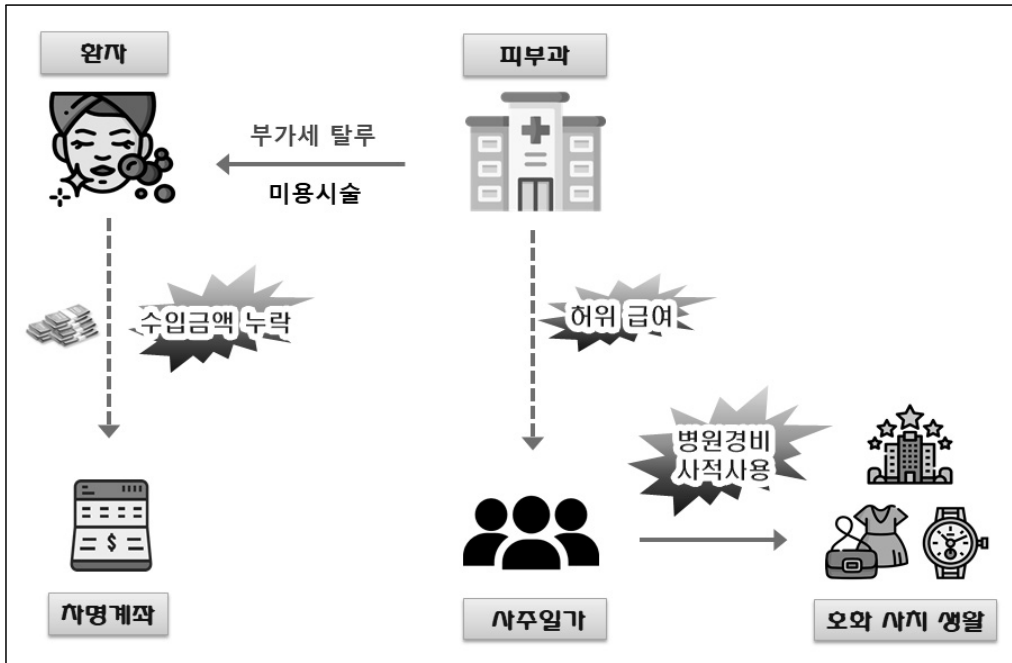 환자
피부과
부가세 탈루
미용시술
수입금액 누락
허위 급여
병원경비
사적사용
$
차명계좌
사주일가
호화 사치 생활